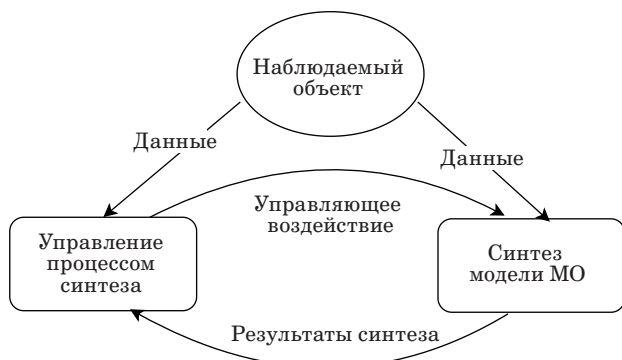 Наблюдаемый
объект
Данные
Данные
Управляющее
воздействие
Управление
процессом
синтеза
Синтез
модели МО
Результаты синтеза